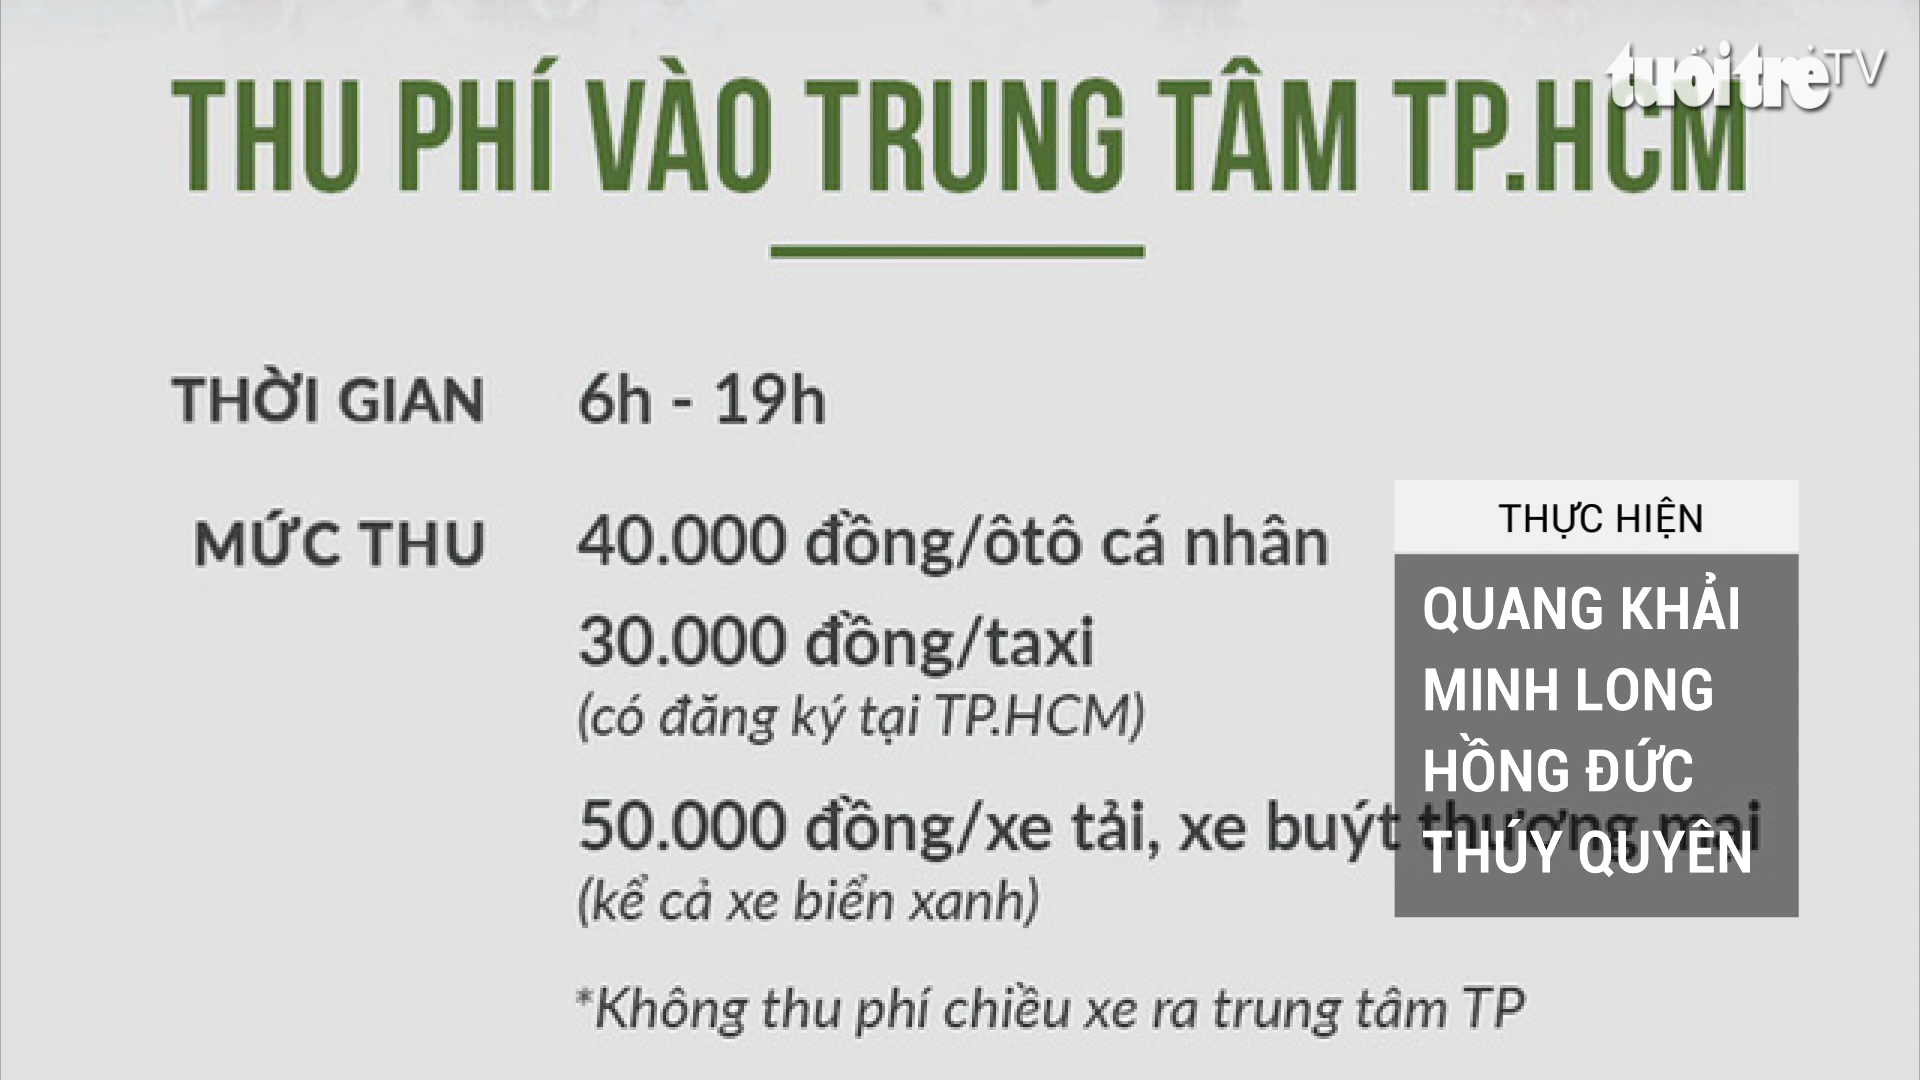 tuổi trẻ TV
THU PHÍ VÀO TRUNG TÂM TP.HCM
THỜI GIAN 6h - 19h
MỨC THU 40.000 đồng/ôtô cá nhân
30.000 đồng/taxi
(có đăng ký tại TP.HCM)
50.000 đồng/xe tải, xe buýt thương mại
(kể cả xe biển xanh)
*Không thu phí chiều xe ra trung tâm TP
THỰC HIỆN
QUANG KHẢI
MINH LONG
HỒNG ĐỨC
THÚY QUYÊN